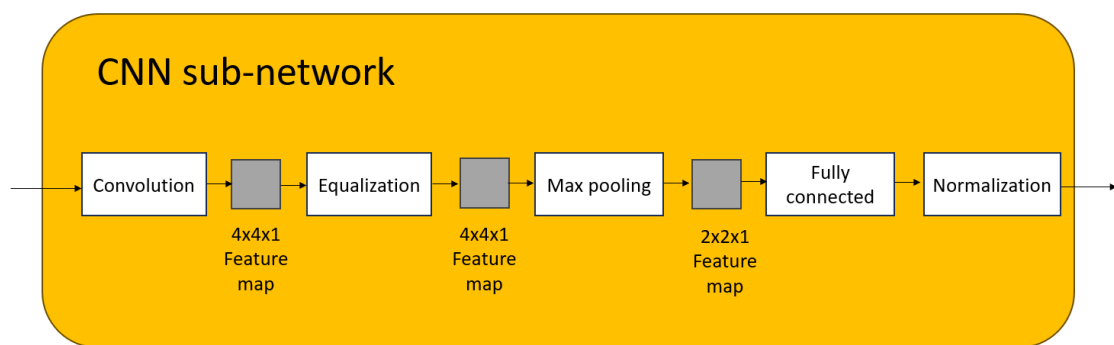 CNN sub-network
Convolution
Equalization
Max pooling
Fully
connected
Normalization
4x4x1
Feature
map
4x4x1
Feature
map
2x2x1
Feature
map